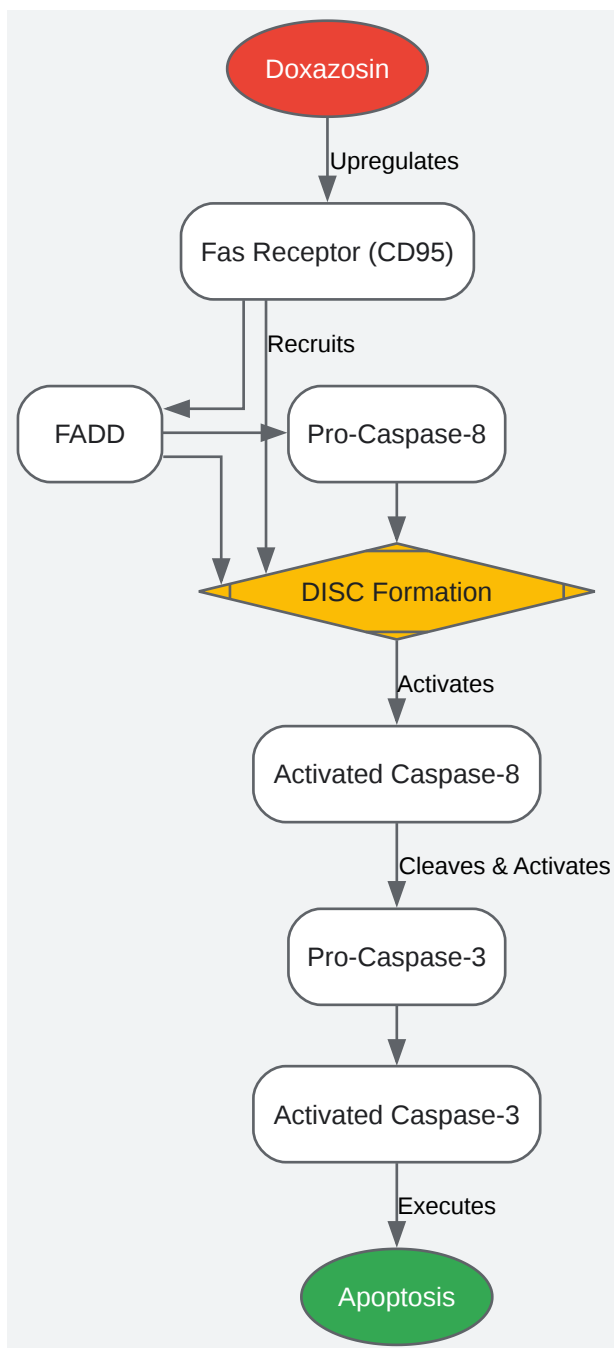 Doxazosin
Upregulates
Fas Receptor (CD95)
Recruits
FADD
Pro-Caspase-8
DISC Formation
Activates
Activated Caspase-8
Cleaves & Activates
Pro-Caspase-3
Activated Caspase-3
Executes
Apoptosis